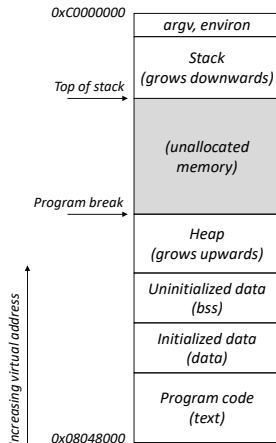 0xC0000000
argv, environ
Stack
(grows downwards)
Top of stack
(unallocated
memory)
Program break
Heap
(grows upwards)
Uninitialized data
(bss)
Initialized data
(data)
Program code
(text)
0x08048000
Increasing virtual address